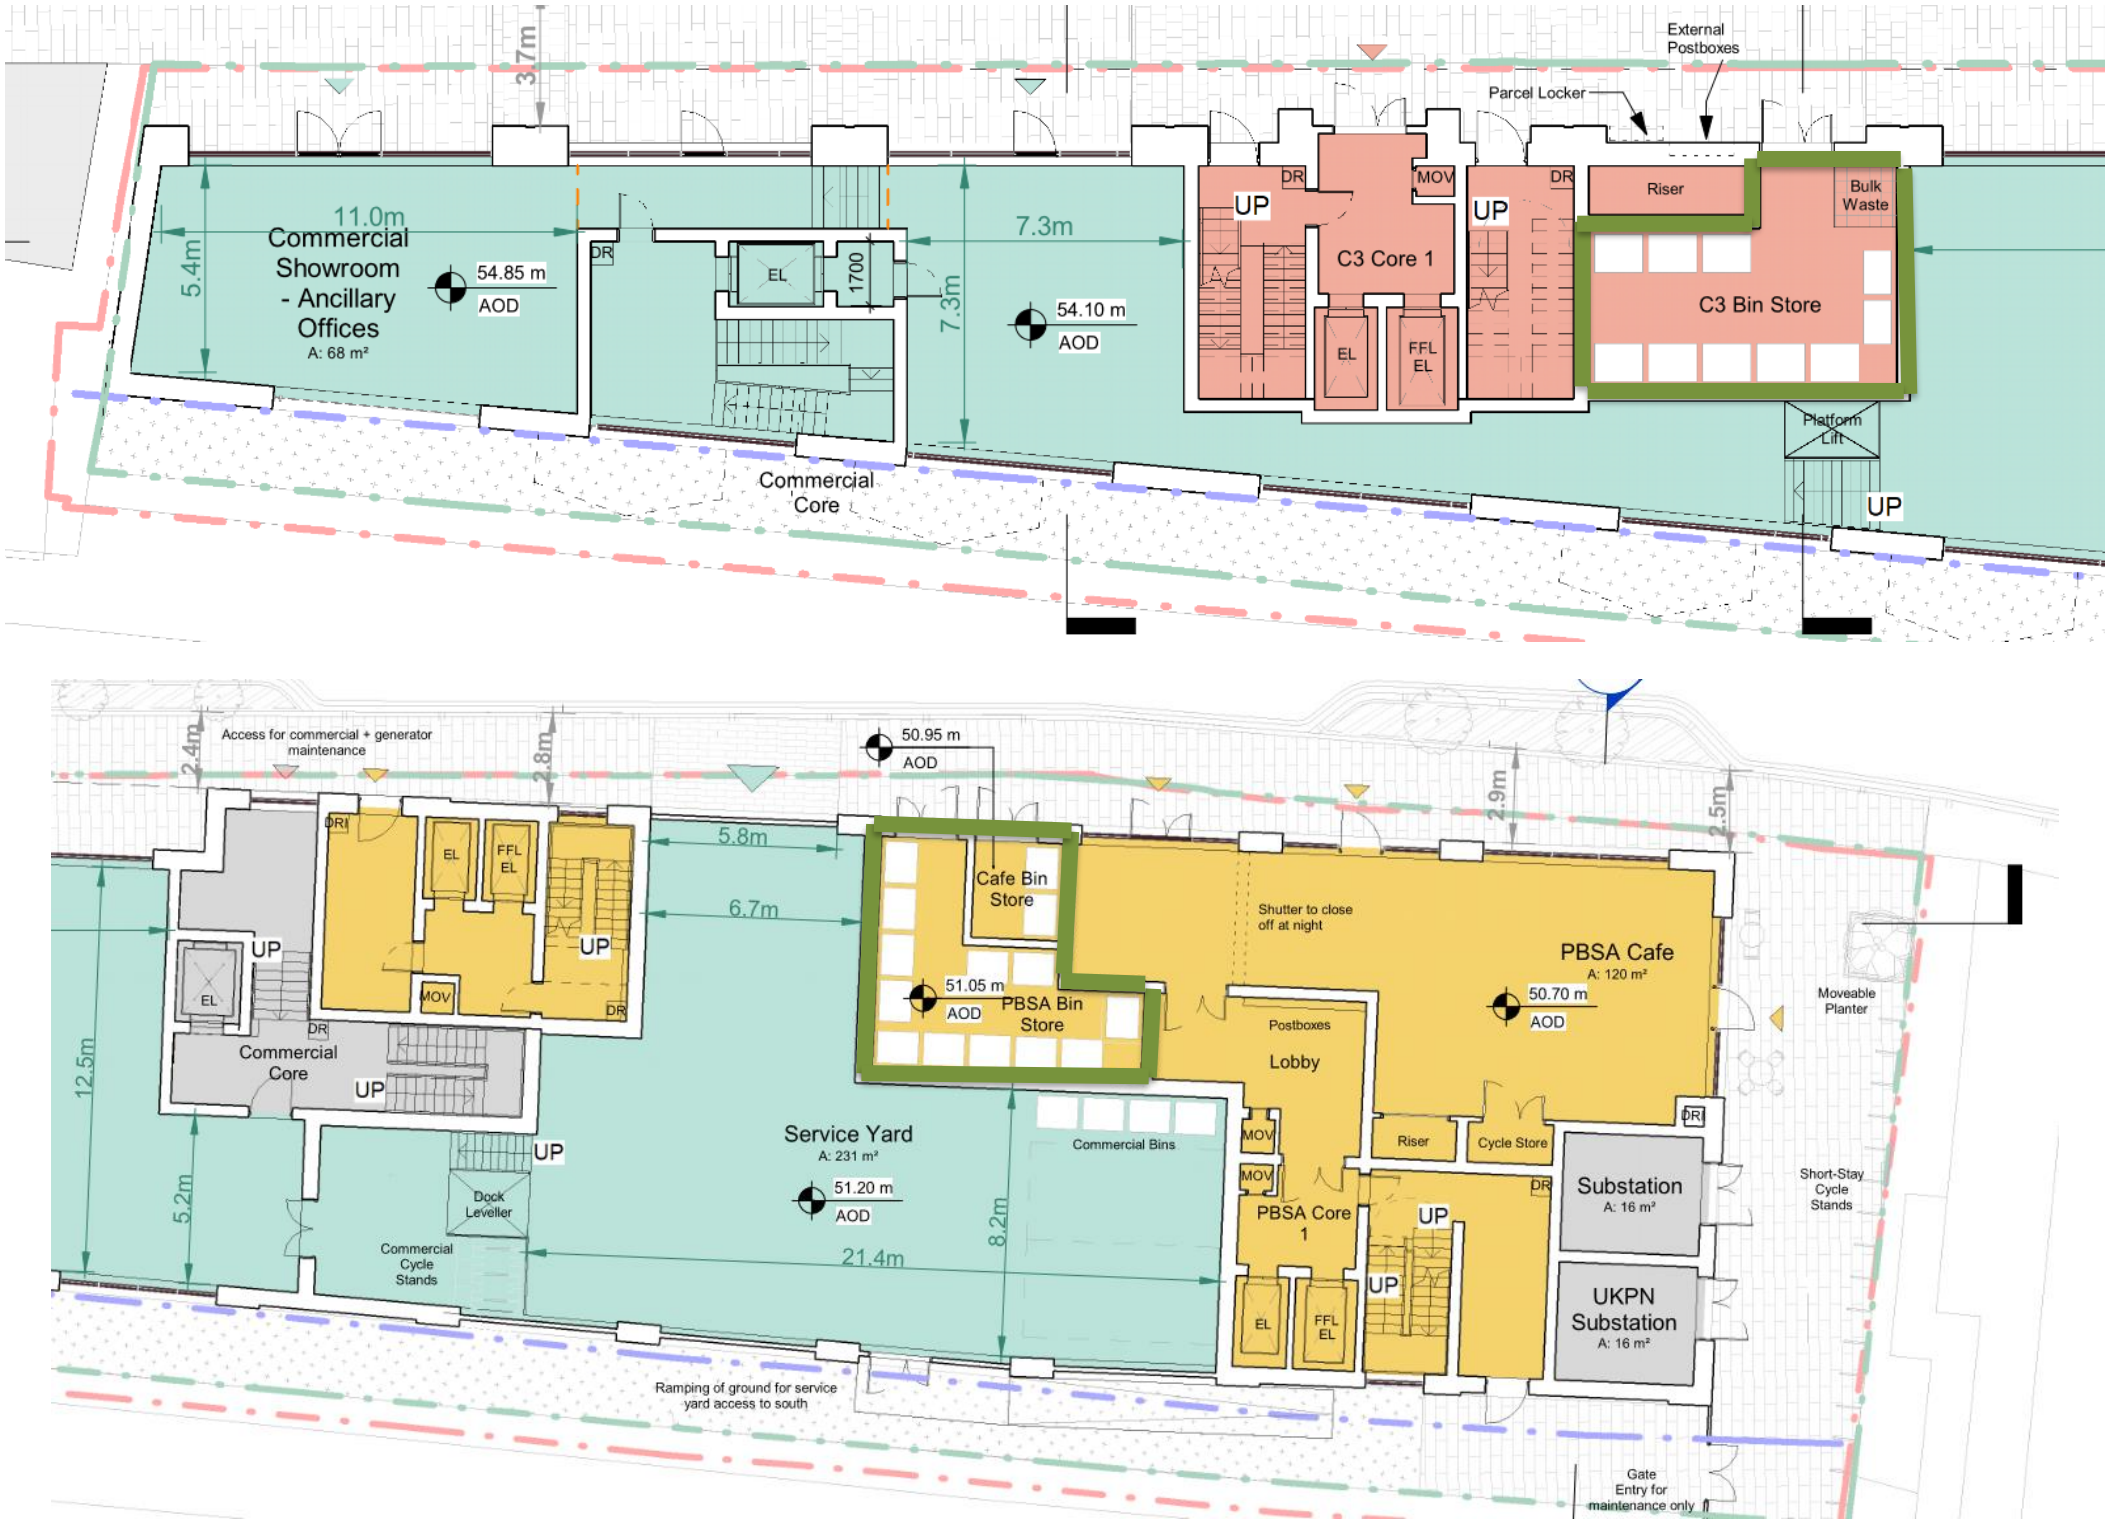 3.7m
External
Postboxes
Parcel Locker
11.0m
5.4m
Commercial
Showroom
- Ancillary
Offices
A: 68 m²
54.85 m
AOD
DR
EL
1700
7.3m
7.3m
54.10 m
AOD
Commercial
Core
DR
UP
MOV
C3 Core 1
EL
FFL
EL
DR
UP
Riser
Bulk
Waste
C3 Bin Store
Platform
Lift
UP
Access for commercial + generator
maintenance
2.4m
2.8m
50.95 m
AOD
2.9m
2.5m
DR
EL
FFL
EL
UP
MOV
DR
5.8m
6.7m
Cafe Bin
Store
51.05 m
AOD
PBSA Bin
Store
Shutter to close
off at night
PBSA Cafe
A: 120 m²
50.70 m
AOD
Moveable
Planter
UP
EL
DR
Commercial
Core
UP
12.5m
5.2m
UP
Dock
Leveller
Commercial
Cycle
Stands
Service Yard
A: 231 m²
51.20 m
AOD
21.4m
8.2m
Commercial Bins
Postboxes
Lobby
MOV
MOV
PBSA Core
1
EL
FFL
EL
Riser
Cycle Store
DR
DR
UP
UP
Substation
A: 16 m²
UKPN
Substation
A: 16 m²
Short-Stay
Cycle
Stands
Ramping of ground for service
yard access to south
Gate
Entry for
maintenance only